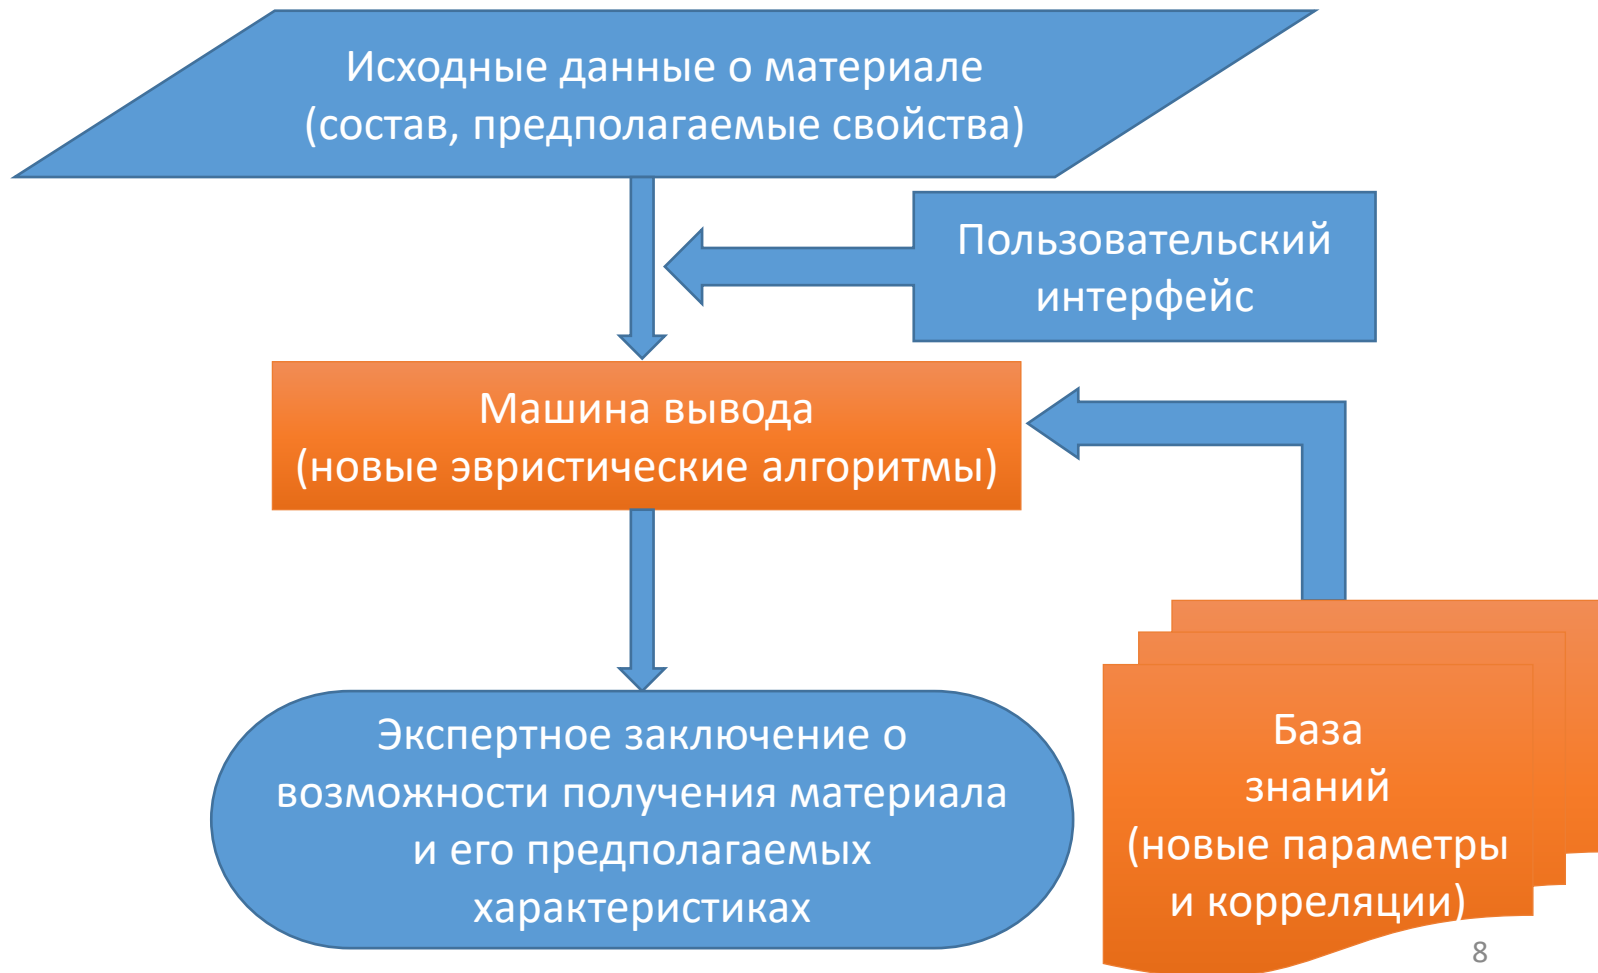 Исходные данные о материале
(состав, предполагаемые свойства)
Пользовательский
интерфейс
Машина вывода
(новые эвристические алгоритмы)
Экспертное заключение о
возможности получения материала
и его предполагаемых
характеристиках
База
знаний
(новые параметры
и корреляции)
8